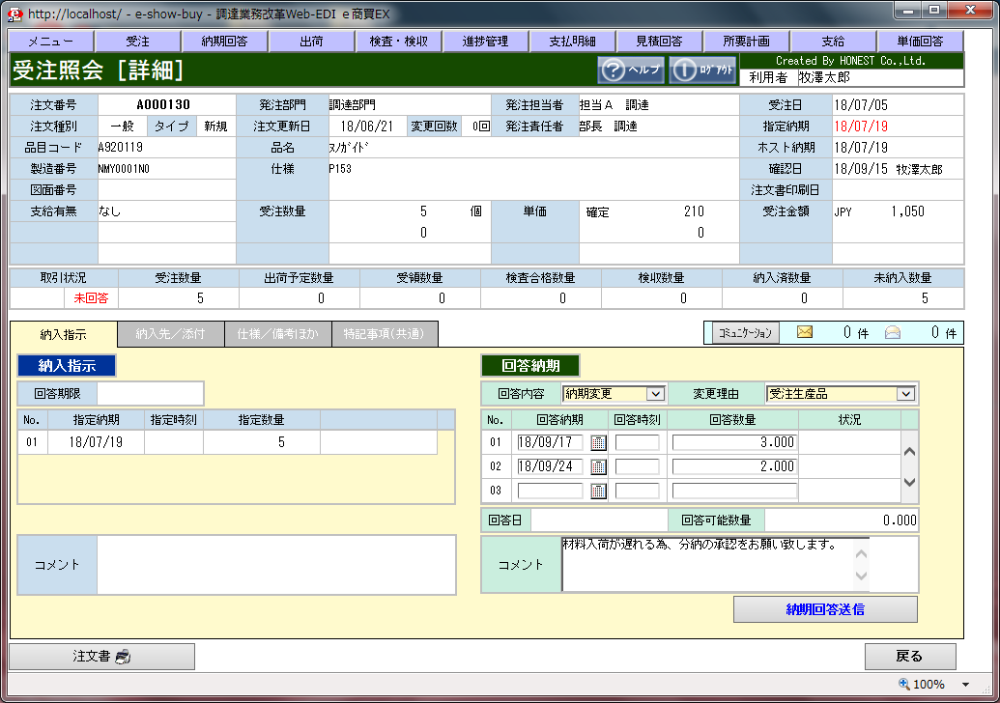 http://localhost/ - e-show-buy - 調達業務改革Web-EDI e商買EX
メニュー 受注 納期回答 出荷 検査・検収 進捗管理 支払明細 見積回答 所要計画 支給 単価回答
受注照会［詳細］ ヘルプ ﾛｸﾞｱｳﾄ Created By HONEST Co.,Ltd.
利用者 牧澤太郎
注文番号 A000130 発注部門 調達部門 発注担当者 担当A 調達 受注日 18/07/05
注文種別 一般 タイプ 新規 注文更新日 18/06/21 変更回数 0回 発注責任者 部長 調達 指定納期 18/07/19
品目コード A920119 品名 ﾇﾉｶﾞｲﾄﾞ ホスト納期 18/07/19
製造番号 NMY0001N0 仕様 P153 確認日 18/09/15 牧澤太郎
図面番号 注文書印刷日
支給有無 なし 受注数量 5 個 単価 確定 210 受注金額 JPY 1,050
0 0
取引状況 受注数量 出荷予定数量 受領数量 検査合格数量 検収数量 納入済数量 未納入数量
未回答 5 0 0 0 0 0 5
納入指示 納入先／添付 仕様／備考ほか 特記事項(共通) ｺﾐｭﾆｹｰｼｮﾝ 0 件 0 件
納入指示 回答納期
回答期限 回答内容 納期変更 変更理由 受注生産品
No. 指定納期 指定時刻 指定数量 No. 回答納期 回答時刻 回答数量 状況
01 18/07/19 5 01 18/09/17 3.000
02 18/09/24 2.000
03
回答日 回答可能数量 0.000
コメント コメント 材料入荷が遅れる為、分納の承認をお願い致します。
納期回答送信
注文書 戻る
100%